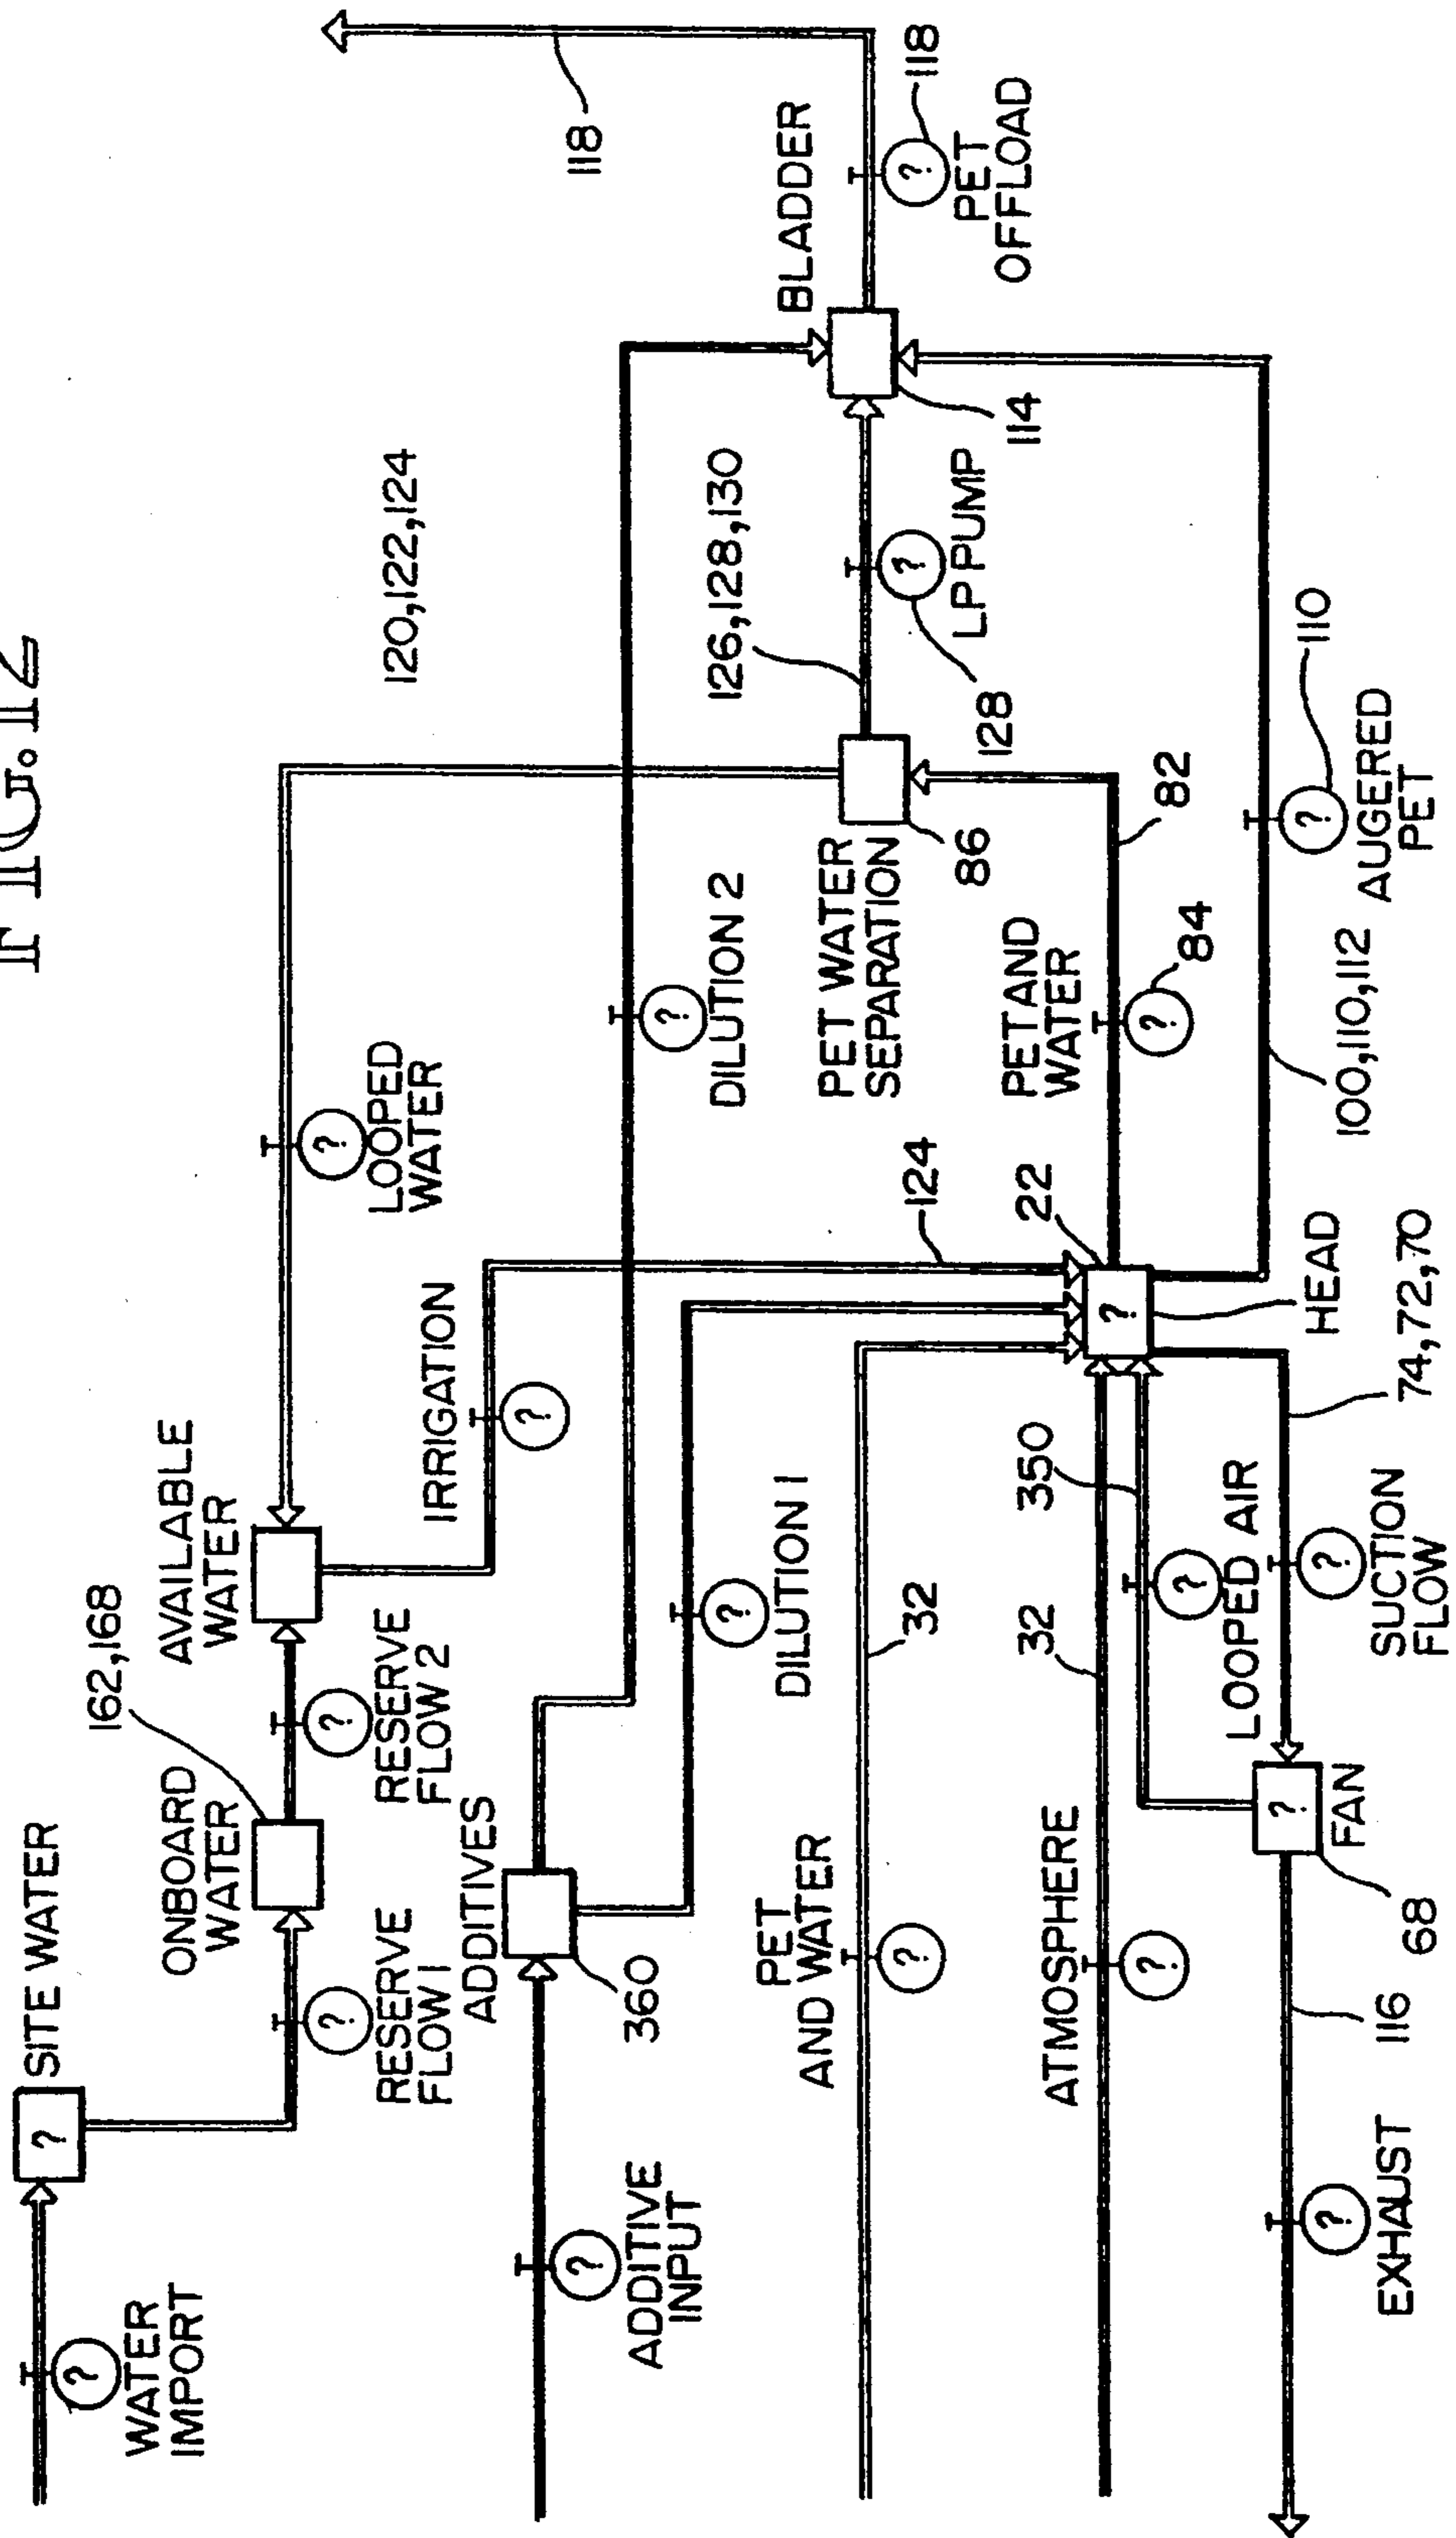 FIG.12
?
SITE WATER
?
WATER
IMPORT
ONBOARD
WATER
162,168
AVAILABLE
WATER
?
RESERVE
FLOW 1
?
RESERVE
FLOW 2
?
LOOPED
WATER
120,122,124
118
ADDITIVES
360
?
ADDITIVE
INPUT
IRRIGATION
?
?
DILUTION 2
?
DILUTION 1
126,128,130
BLADDER
PET
AND WATER
?
32
PET WATER
SEPARATION
86
?
128
LP PUMP
114
?
118
PET
OFFLOAD
124
22
?
HEAD
PET AND
WATER
?
84
82
ATMOSPHERE
?
32
350
?
LOOPED AIR
?
AUGERED
PET
110
100,110,112
74,72,70
?
SUCTION
FLOW
?
FAN
68
116
?
EXHAUST